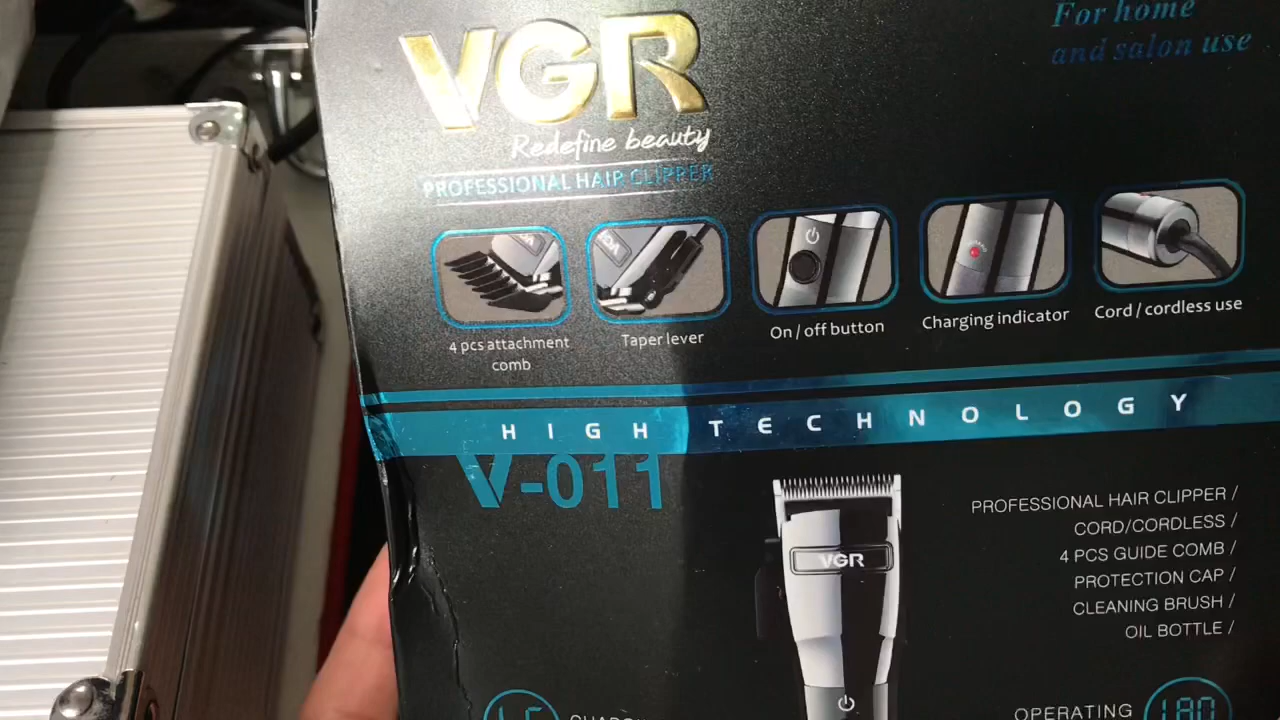 For home
and salon use
VGR
Redefine beauty
PROFESSIONAL HAIR CLIPPER
4 pcs attachment
comb
Taper lever
On / off button
Charging indicator
Cord / cordless use
HIGH TECHNOLOGY
V-011
PROFESSIONAL HAIR CLIPPER /
CORD/CORDLESS /
4 PCS GUIDE COMB /
PROTECTION CAP /
CLEANING BRUSH /
OIL BOTTLE /
VGR
OPERATING
180